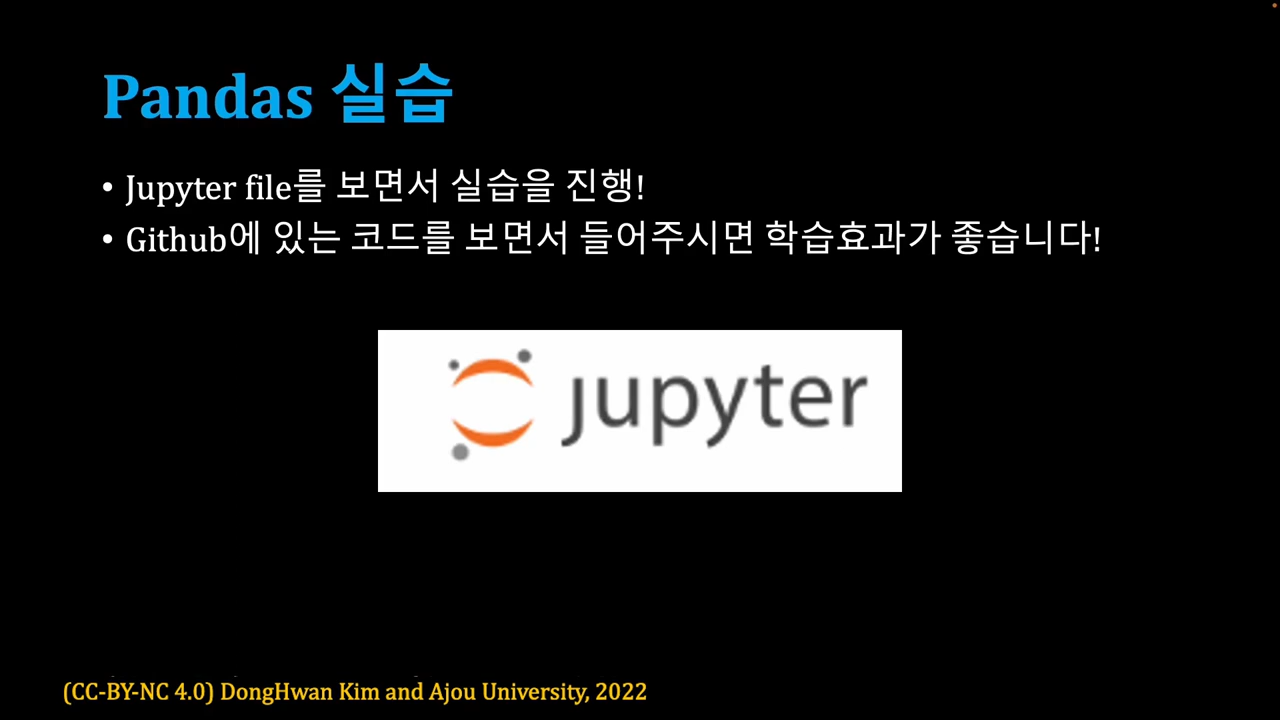 Pandas 실습
• Jupyter file를 보면서 실습을 진행!
• Github에 있는 코드를 보면서 들어주시면 학습효과가 좋습니다!
jupyter
(CC-BY-NC 4.0) DongHwan Kim and Ajou University, 2022